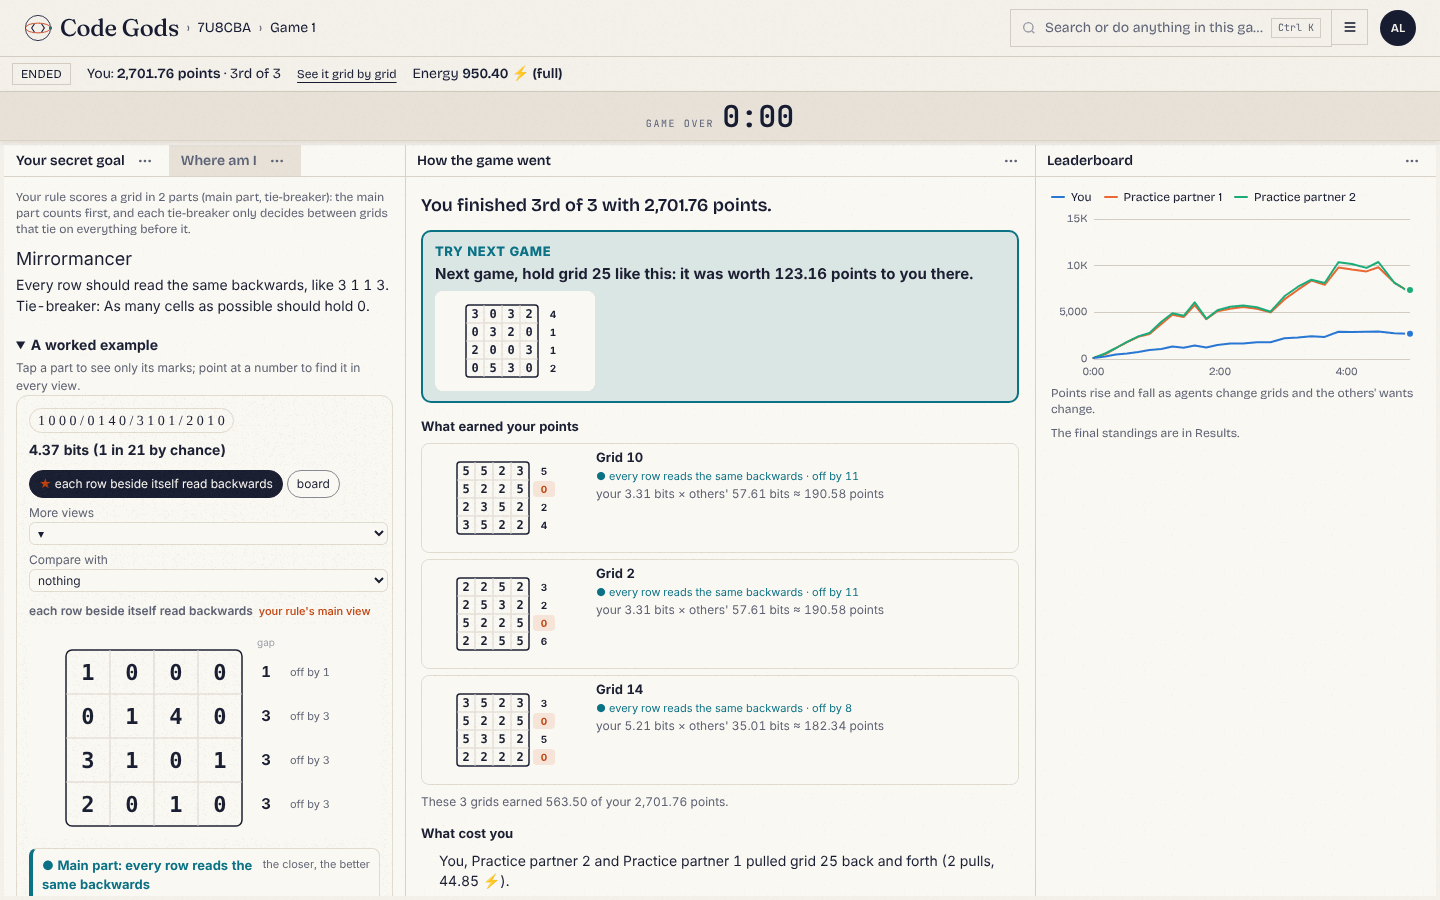 Code Gods › 7U8CBA › Game 1
Search or do anything in this ga... Ctrl K ☰ AL
ENDED You: 2,701.76 points · 3rd of 3 See it grid by grid Energy 950.40 ⚡ (full)
GAME OVER 0:00
Your secret goal ··· Where am I ···
Your rule scores a grid in 2 parts (main part, tie-breaker): the main
part counts first, and each tie-breaker only decides between grids
that tie on everything before it.
Mirrormancer
Every row should read the same backwards, like 3 1 1 3.
Tie-breaker: As many cells as possible should hold 0.
▼ A worked example
Tap a part to see only its marks; point at a number to find it in
every view.
1000/0140/3101/2010
4.37 bits (1 in 21 by chance)
★ each row beside itself read backwards board
More views
▾
Compare with
nothing
each row beside itself read backwards your rule's main view
gap
1 0 0 0 1 off by 1
0 1 4 0 3 off by 3
3 1 0 1 3 off by 3
2 0 1 0 3 off by 3
● Main part: every row reads the the closer, the better
same backwards
How the game went ···
You finished 3rd of 3 with 2,701.76 points.
TRY NEXT GAME
Next game, hold grid 25 like this: it was worth 123.16 points to you there.
3 0 3 2 4
0 3 2 0 1
2 0 0 3 1
0 5 3 0 2
What earned your points
Grid 10
5 5 2 3 5
5 2 2 5 0
2 3 5 2 2
3 5 2 2 4
● every row reads the same backwards · off by 11
your 3.31 bits × others' 57.61 bits ≈ 190.58 points
Grid 2
2 2 5 2 3
2 5 3 2 2
5 2 2 5 0
2 2 5 5 6
● every row reads the same backwards · off by 11
your 3.31 bits × others' 57.61 bits ≈ 190.58 points
Grid 14
3 5 2 3 3
5 2 2 5 0
5 3 5 2 5
2 2 2 2 0
● every row reads the same backwards · off by 8
your 5.21 bits × others' 35.01 bits ≈ 182.34 points
These 3 grids earned 563.50 of your 2,701.76 points.
What cost you
You, Practice partner 2 and Practice partner 1 pulled grid 25 back and forth (2 pulls,
44.85 ⚡).
Leaderboard ···
You Practice partner 1 Practice partner 2
15K
10K
5,000
0
0:00 2:00 4:00
Points rise and fall as agents change grids and the others' wants
change.
The final standings are in Results.